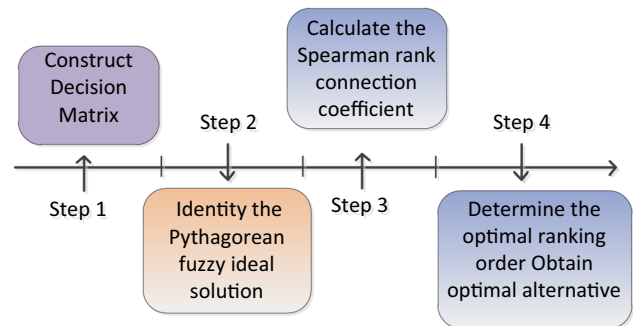 Construct
Decision
Matrix
Step 1
Step 2
Identity the
Pythagorean
fuzzy ideal
solution
Calculate the
Spearman rank
connection
coefficient
Step 3
Step 4
Determine the
optimal ranking
order Obtain
optimal alternative